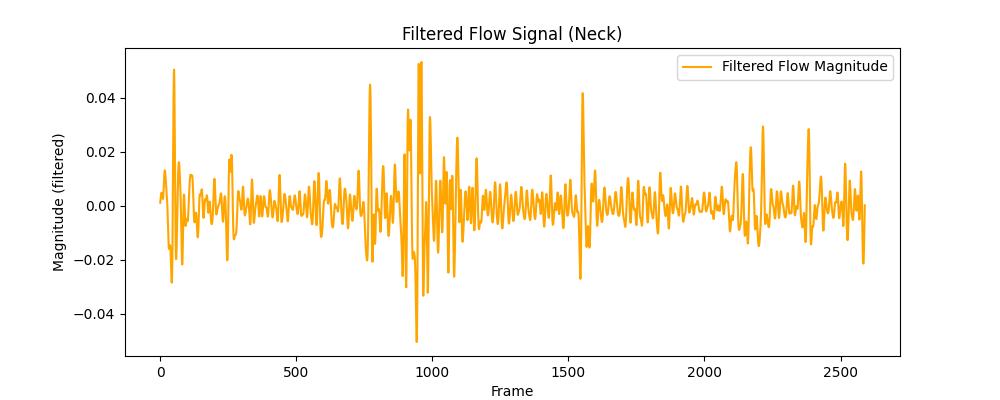 Filtered Flow Signal (Neck)
Filtered Flow Magnitude
Magnitude (filtered)
0.04
0.02
0.00
−0.02
−0.04
0 500 1000 1500 2000 2500
Frame